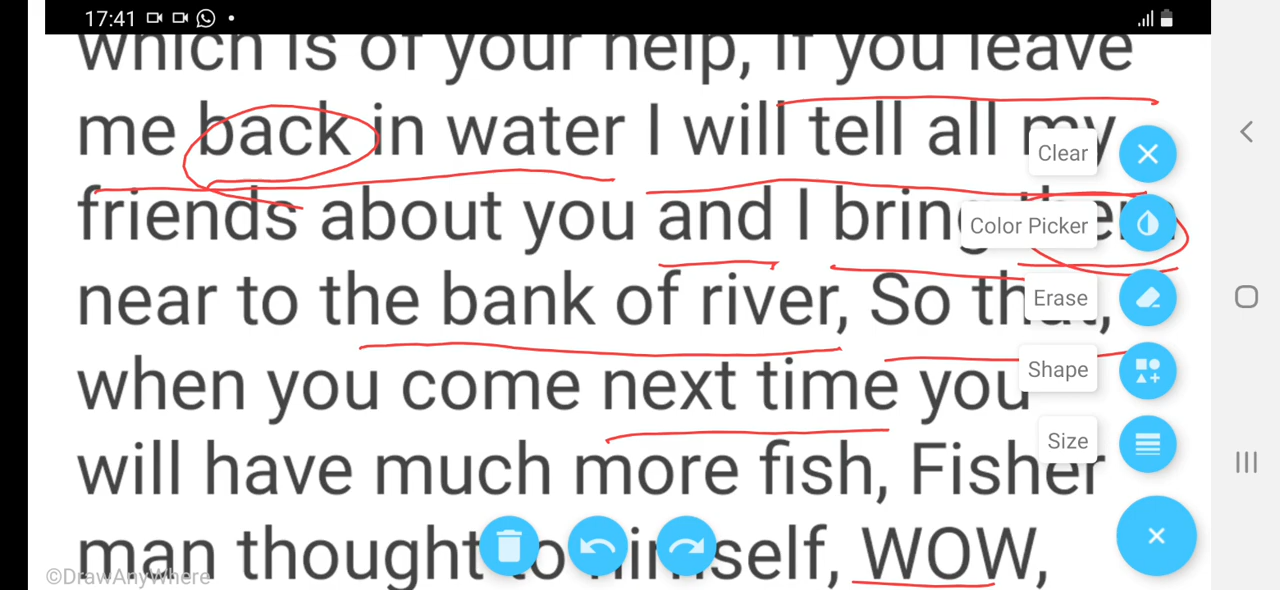 17:41
which is of your help, If you leave
me back in water I will tell all my
Clear
friends about you and I bring them
Color Picker
near to the bank of river, So that,
Erase
when you come next time you
Shape
will have much more fish, Fisher
Size
man thought to himself, WOW,
©DrawAnyWhere